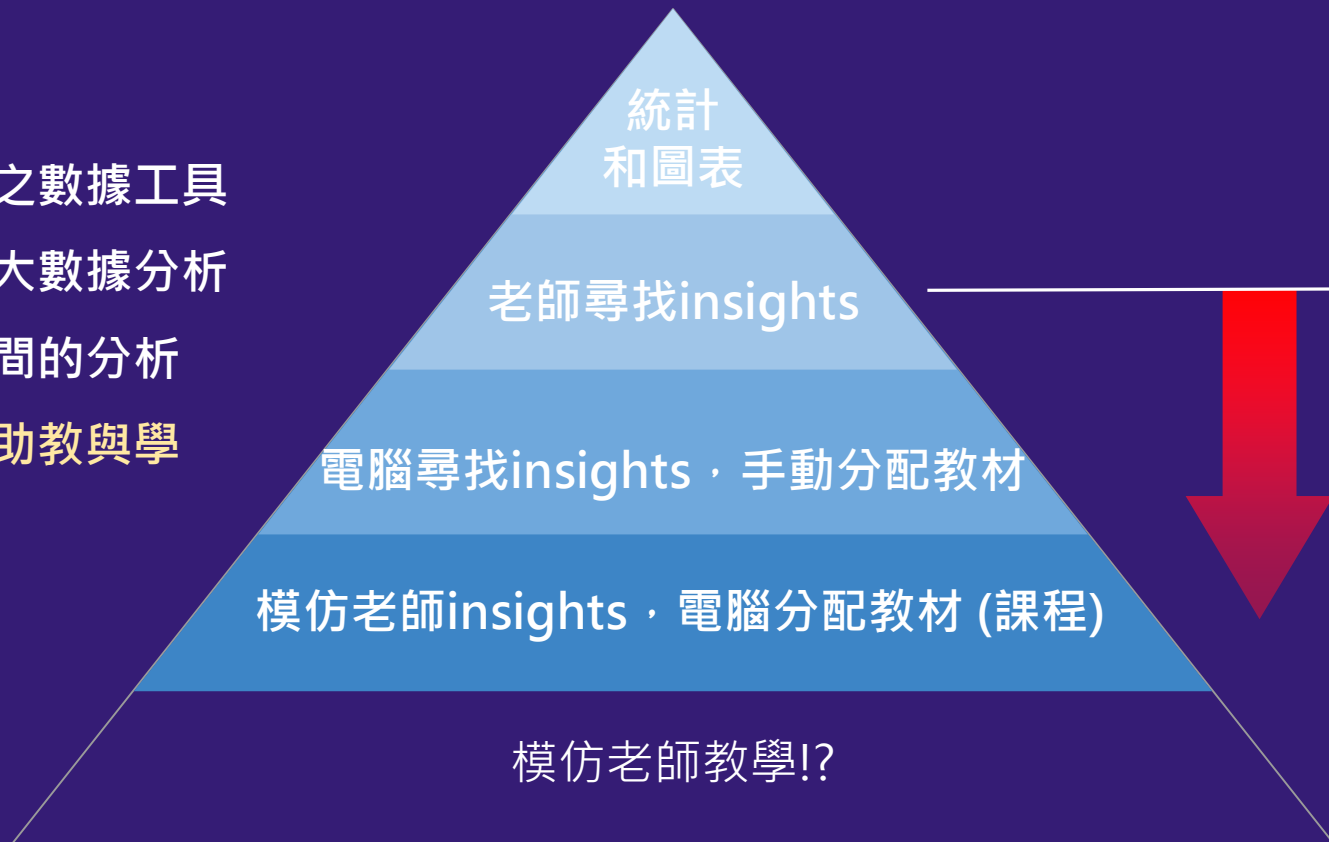 之數據工具
大數據分析
間的分析
助教與學
統計
和圖表
老師尋找insights
電腦尋找insights，手動分配教材
模仿老師insights，電腦分配教材 (課程)
模仿老師教學!?